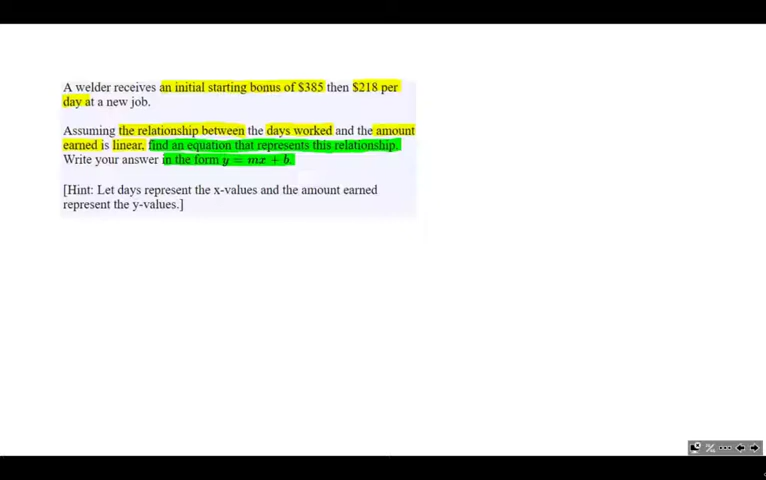 A welder receives an initial starting bonus of $385 then $218 per
day at a new job.
Assuming the relationship between the days worked and the amount
earned is linear, find an equation that represents this relationship.
Write your answer in the form y = mx + b.
[Hint: Let days represent the x-values and the amount earned
represent the y-values.]